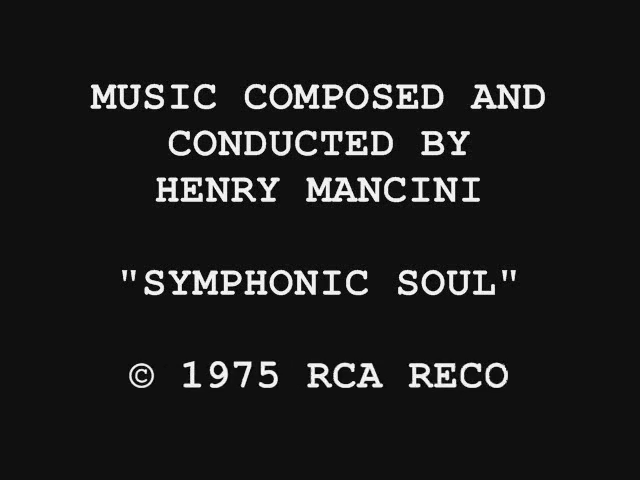 MUSIC COMPOSED AND
CONDUCTED BY
HENRY MANCINI
"SYMPHONIC SOUL"
© 1975 RCA RECO